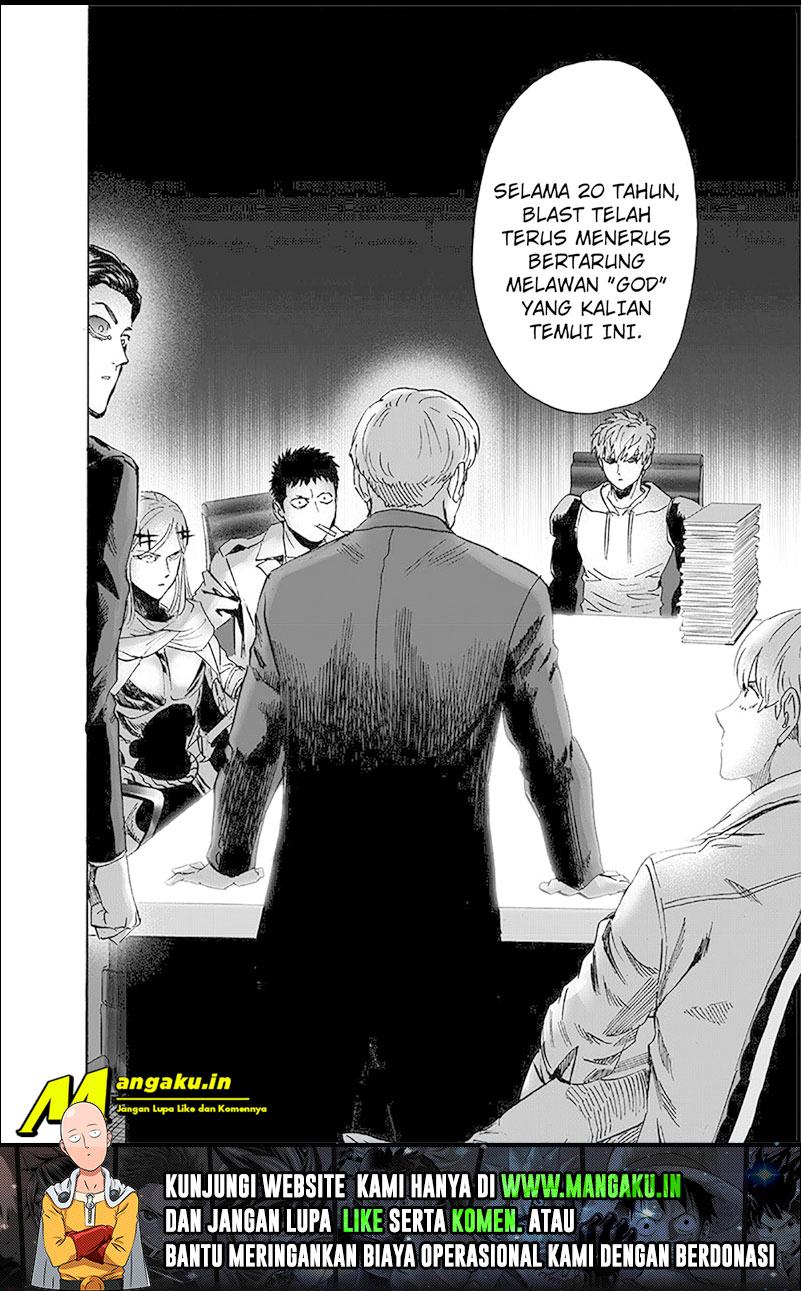 SELAMA 20 TAHUN,
BLAST TELAH
TERUS MENERUS
BERTARUNG
MELAWAN "GOD"
YANG KALIAN
TEMUI INI.
Mangaku.in
Jangan Lupa Like dan Komennya
KUNJUNGI WEBSITE KAMI HANYA DI WWW.MANGAKU.IN
DAN JANGAN LUPA LIKE SERTA KOMEN. ATAU
BANTU MERINGANKAN BIAYA OPERASIONAL KAMI DENGAN BERDONASI